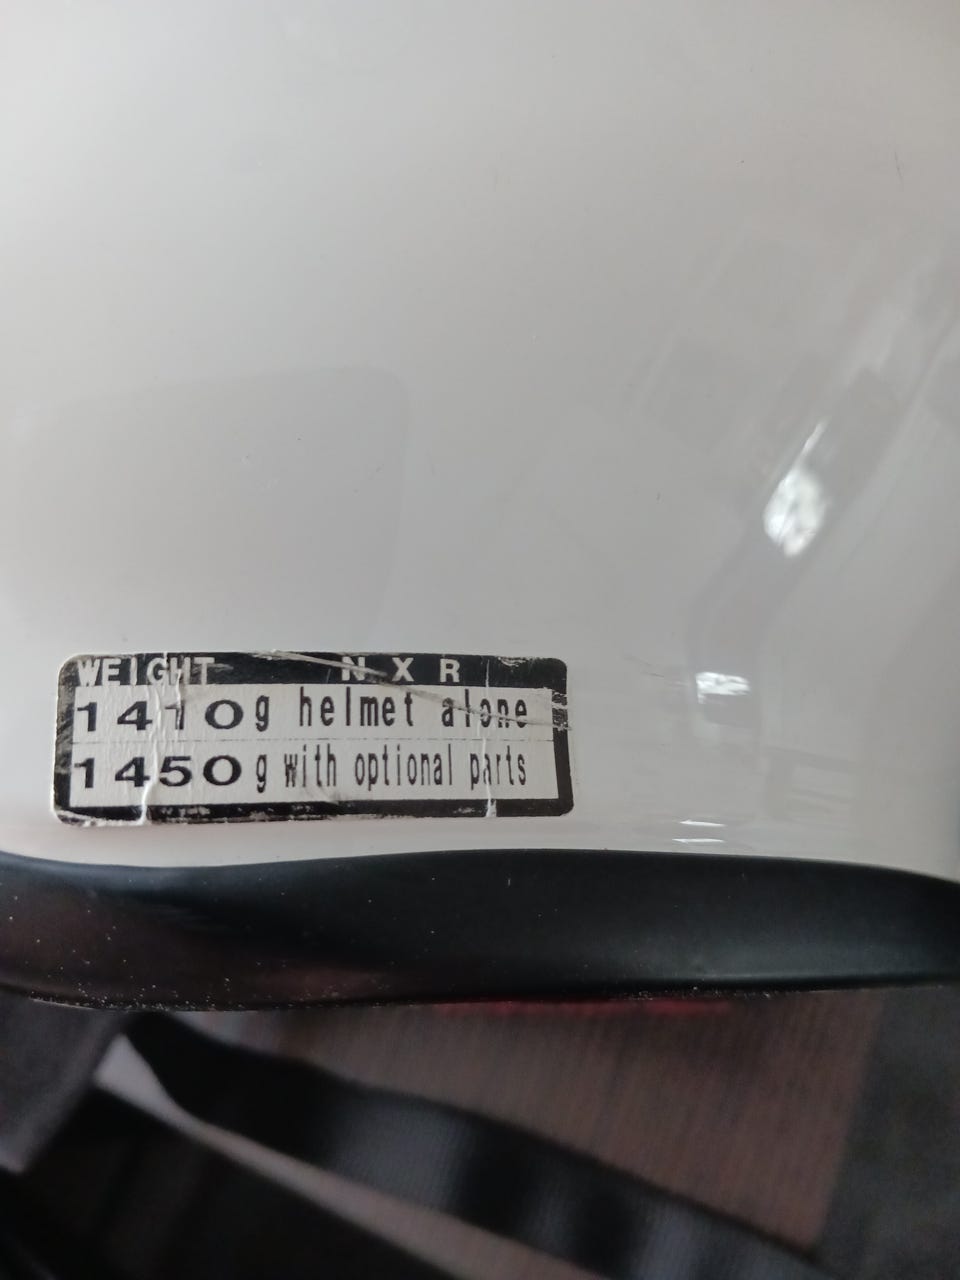 WEIGHT NXR
1410g helmet alone
1450g with optional parts